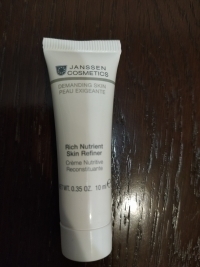 JANSSEN
COSMETICS
DEMANDING SKIN
PEAU EXIGEANTE
Rich Nutrient
Skin Refiner
Crème Nutritive
Reconstituante
NET WT. 0.35 OZ. 10 ml